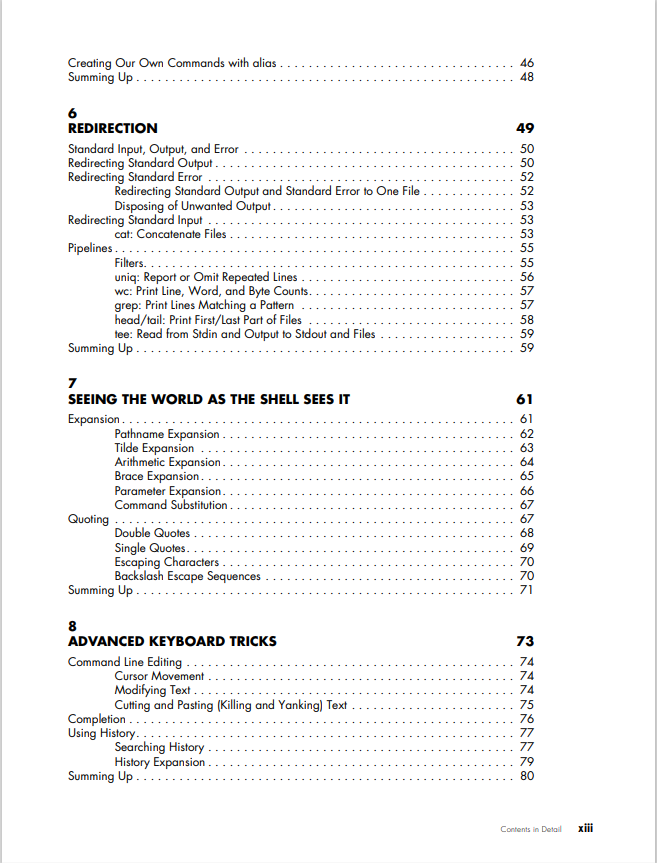 Creating Our Own Commands with alias . . . . . . . . . . . . . . . . . . . . . . . . . . . . . . . . . 46
Summing Up . . . . . . . . . . . . . . . . . . . . . . . . . . . . . . . . . . . . . . . . . . . . . . . . . . . . . 48
6
REDIRECTION 49
Standard Input, Output, and Error . . . . . . . . . . . . . . . . . . . . . . . . . . . . . . . . . . . . . . 50
Redirecting Standard Output . . . . . . . . . . . . . . . . . . . . . . . . . . . . . . . . . . . . . . . . . . 50
Redirecting Standard Error . . . . . . . . . . . . . . . . . . . . . . . . . . . . . . . . . . . . . . . . . . . 52
Redirecting Standard Output and Standard Error to One File . . . . . . . . . . . . . 52
Disposing of Unwanted Output . . . . . . . . . . . . . . . . . . . . . . . . . . . . . . . . . . 53
Redirecting Standard Input . . . . . . . . . . . . . . . . . . . . . . . . . . . . . . . . . . . . . . . . . . . 53
cat: Concatenate Files . . . . . . . . . . . . . . . . . . . . . . . . . . . . . . . . . . . . . . . . 53
Pipelines . . . . . . . . . . . . . . . . . . . . . . . . . . . . . . . . . . . . . . . . . . . . . . . . . . . . . . . . 55
Filters. . . . . . . . . . . . . . . . . . . . . . . . . . . . . . . . . . . . . . . . . . . . . . . . . . . . 55
uniq: Report or Omit Repeated Lines . . . . . . . . . . . . . . . . . . . . . . . . . . . . . . 56
wc: Print Line, Word, and Byte Counts. . . . . . . . . . . . . . . . . . . . . . . . . . . . . 57
grep: Print Lines Matching a Pattern . . . . . . . . . . . . . . . . . . . . . . . . . . . . . . 57
head/tail: Print First/Last Part of Files . . . . . . . . . . . . . . . . . . . . . . . . . . . . . 58
tee: Read from Stdin and Output to Stdout and Files . . . . . . . . . . . . . . . . . . . 59
Summing Up . . . . . . . . . . . . . . . . . . . . . . . . . . . . . . . . . . . . . . . . . . . . . . . . . . . . . 59
7
SEEING THE WORLD AS THE SHELL SEES IT 61
Expansion . . . . . . . . . . . . . . . . . . . . . . . . . . . . . . . . . . . . . . . . . . . . . . . . . . . . . . . 61
Pathname Expansion . . . . . . . . . . . . . . . . . . . . . . . . . . . . . . . . . . . . . . . . . 62
Tilde Expansion . . . . . . . . . . . . . . . . . . . . . . . . . . . . . . . . . . . . . . . . . . . . 63
Arithmetic Expansion . . . . . . . . . . . . . . . . . . . . . . . . . . . . . . . . . . . . . . . . . 64
Brace Expansion . . . . . . . . . . . . . . . . . . . . . . . . . . . . . . . . . . . . . . . . . . . . 65
Parameter Expansion . . . . . . . . . . . . . . . . . . . . . . . . . . . . . . . . . . . . . . . . . 66
Command Substitution . . . . . . . . . . . . . . . . . . . . . . . . . . . . . . . . . . . . . . . . 67
Quoting . . . . . . . . . . . . . . . . . . . . . . . . . . . . . . . . . . . . . . . . . . . . . . . . . . . . . . . . 67
Double Quotes . . . . . . . . . . . . . . . . . . . . . . . . . . . . . . . . . . . . . . . . . . . . . 68
Single Quotes. . . . . . . . . . . . . . . . . . . . . . . . . . . . . . . . . . . . . . . . . . . . . . 69
Escaping Characters . . . . . . . . . . . . . . . . . . . . . . . . . . . . . . . . . . . . . . . . . 70
Backslash Escape Sequences . . . . . . . . . . . . . . . . . . . . . . . . . . . . . . . . . . . 70
Summing Up . . . . . . . . . . . . . . . . . . . . . . . . . . . . . . . . . . . . . . . . . . . . . . . . . . . . . 71
8
ADVANCED KEYBOARD TRICKS 73
Command Line Editing . . . . . . . . . . . . . . . . . . . . . . . . . . . . . . . . . . . . . . . . . . . . . . 74
Cursor Movement . . . . . . . . . . . . . . . . . . . . . . . . . . . . . . . . . . . . . . . . . . . 74
Modifying Text . . . . . . . . . . . . . . . . . . . . . . . . . . . . . . . . . . . . . . . . . . . . . 74
Cutting and Pasting (Killing and Yanking) Text . . . . . . . . . . . . . . . . . . . . . . . 75
Completion . . . . . . . . . . . . . . . . . . . . . . . . . . . . . . . . . . . . . . . . . . . . . . . . . . . . . . 76
Using History. . . . . . . . . . . . . . . . . . . . . . . . . . . . . . . . . . . . . . . . . . . . . . . . . . . . . 77
Searching History . . . . . . . . . . . . . . . . . . . . . . . . . . . . . . . . . . . . . . . . . . . 77
History Expansion . . . . . . . . . . . . . . . . . . . . . . . . . . . . . . . . . . . . . . . . . . . 79
Summing Up . . . . . . . . . . . . . . . . . . . . . . . . . . . . . . . . . . . . . . . . . . . . . . . . . . . . . 80
Contents in Detail xiii